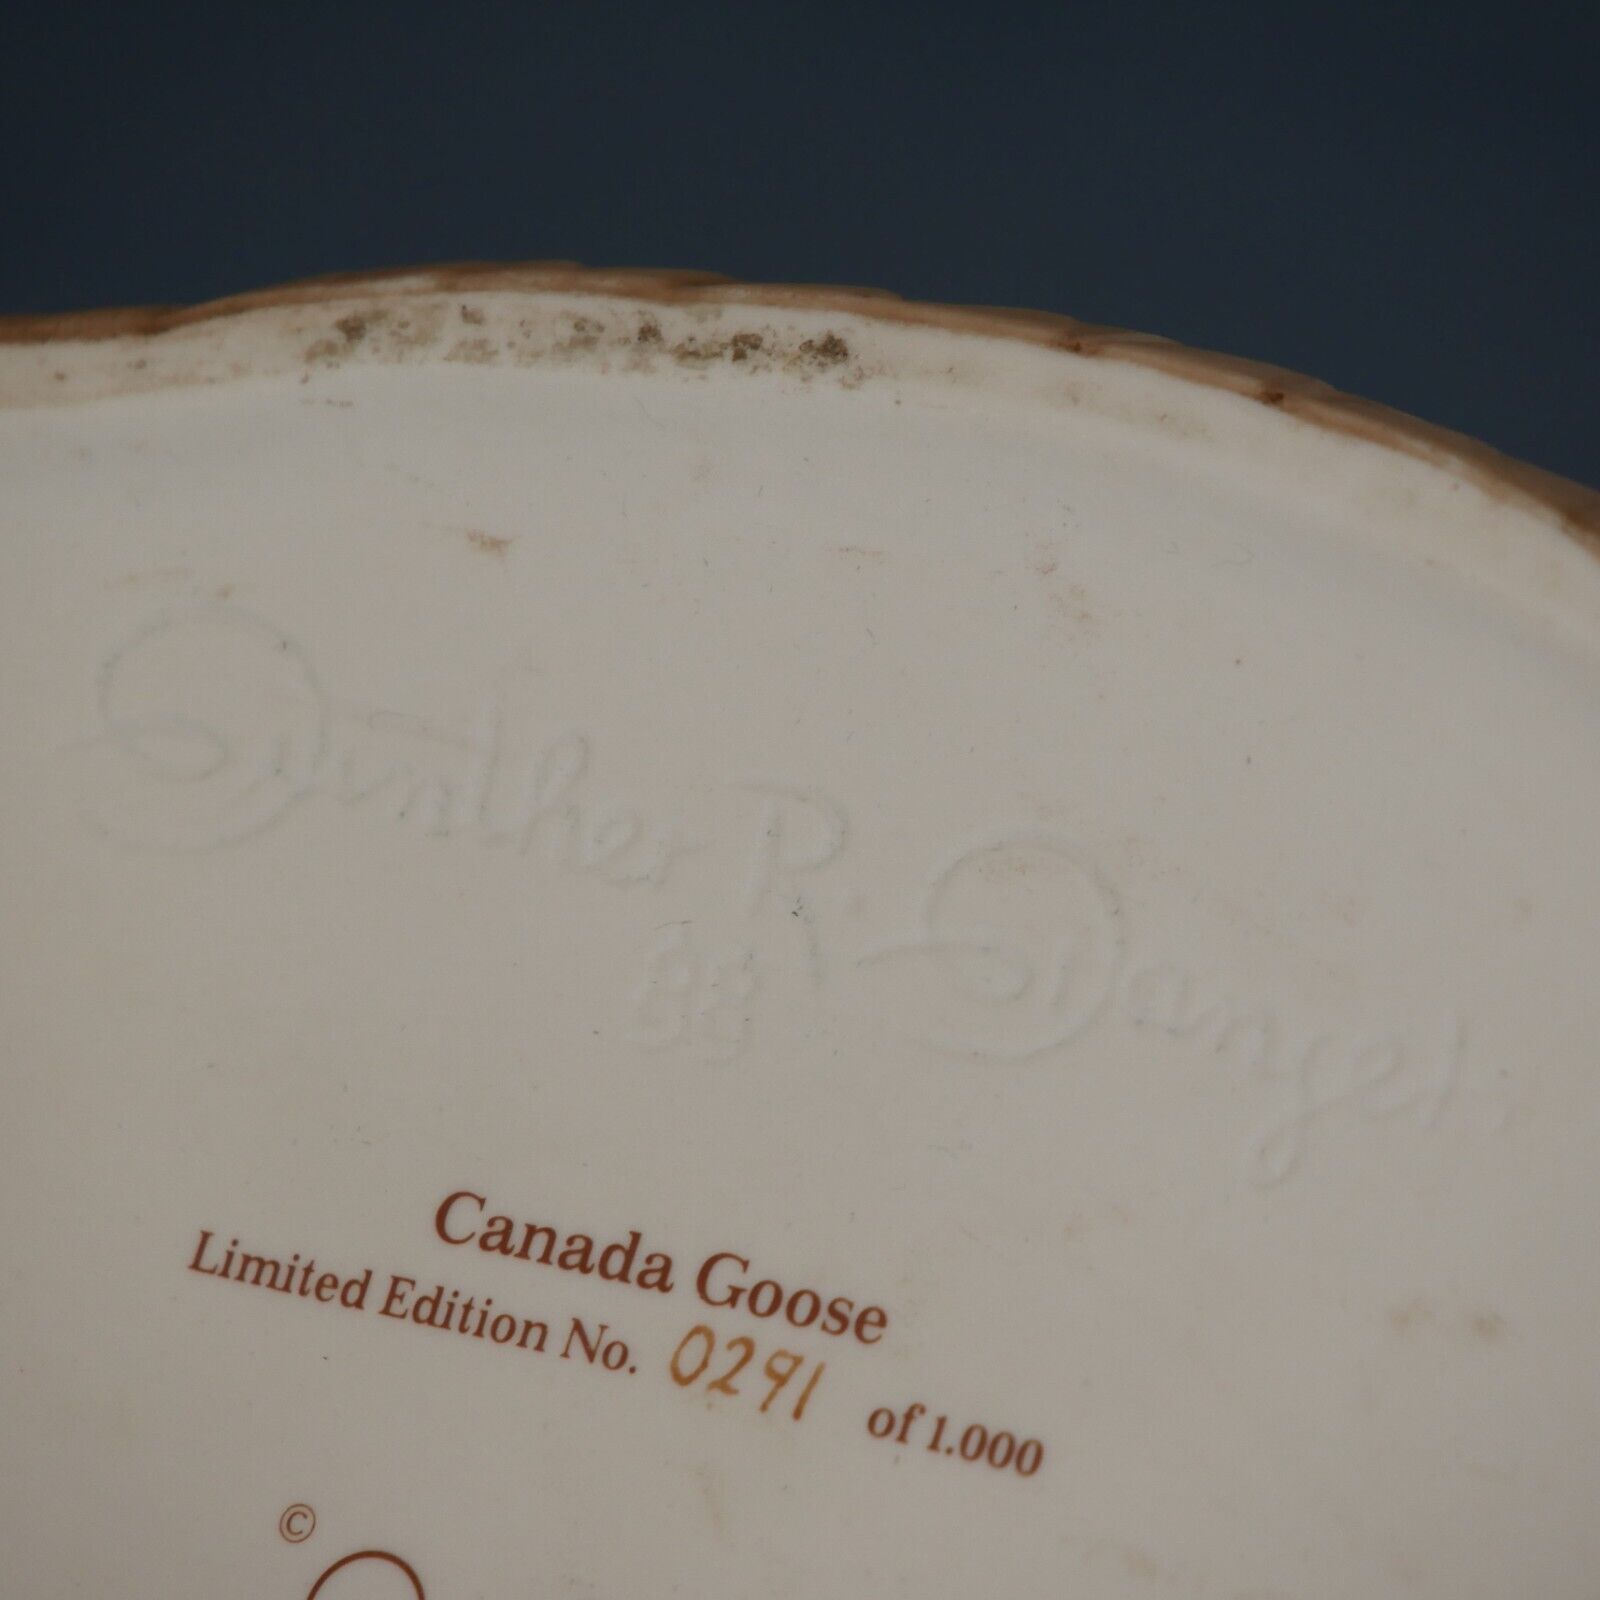 Gunther R. Granget
88
Canada Goose
Limited Edition No. 0291 of 1.000
©